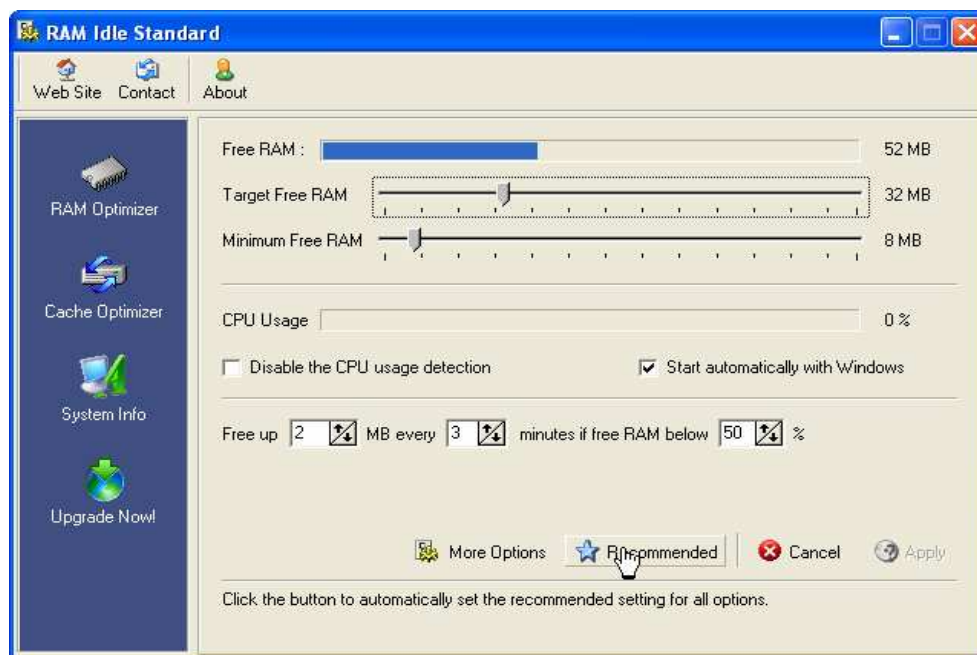 RAM Idle Standard
Web Site Contact About
RAM Optimizer
Cache Optimizer
System Info
Upgrade Now!
Free RAM : 52 MB
Target Free RAM 32 MB
Minimum Free RAM 8 MB
CPU Usage 0 %
Disable the CPU usage detection Start automatically with Windows
Free up 2 MB every 3 minutes if free RAM below 50 %
More Options Recommended Cancel Apply
Click the button to automatically set the recommended setting for all options.